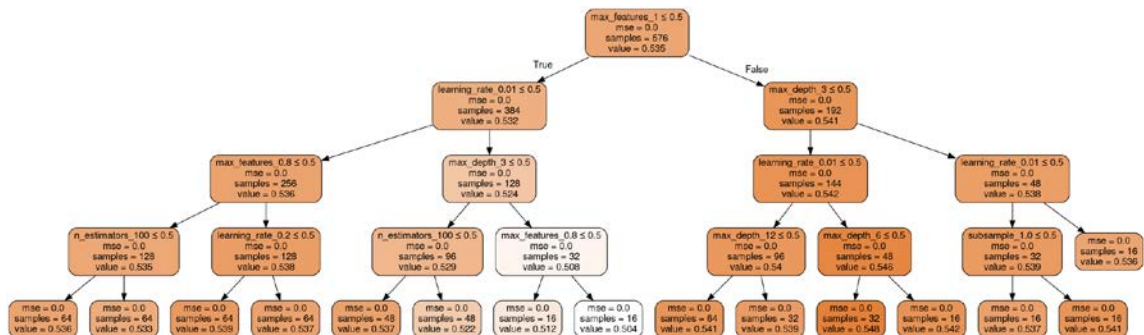 max_features_1 ≤ 0.5
mse = 0.0
samples = 576
value = 0.535
True
False
learning_rate_0.01 ≤ 0.5
mse = 0.0
samples = 384
value = 0.532
max_depth_3 ≤ 0.5
mse = 0.0
samples = 192
value = 0.541
max_features_0.8 ≤ 0.5
mse = 0.0
samples = 256
value = 0.536
max_depth_3 ≤ 0.5
mse = 0.0
samples = 128
value = 0.524
learning_rate_0.01 ≤ 0.5
mse = 0.0
samples = 144
value = 0.542
learning_rate_0.01 ≤ 0.5
mse = 0.0
samples = 48
value = 0.538
n_estimators_100 ≤ 0.5
mse = 0.0
samples = 128
value = 0.535
learning_rate_0.2 ≤ 0.5
mse = 0.0
samples = 128
value = 0.538
n_estimators_100 ≤ 0.5
mse = 0.0
samples = 96
value = 0.529
max_features_0.8 ≤ 0.5
mse = 0.0
samples = 32
value = 0.508
max_depth_12 ≤ 0.5
mse = 0.0
samples = 96
value = 0.54
max_depth_6 ≤ 0.5
mse = 0.0
samples = 48
value = 0.546
subsample_1.0 ≤ 0.5
mse = 0.0
samples = 32
value = 0.539
mse = 0.0
samples = 16
value = 0.536
mse = 0.0
samples = 64
value = 0.536
mse = 0.0
samples = 64
value = 0.533
mse = 0.0
samples = 64
value = 0.539
mse = 0.0
samples = 64
value = 0.537
mse = 0.0
samples = 48
value = 0.537
mse = 0.0
samples = 48
value = 0.522
mse = 0.0
samples = 16
value = 0.512
mse = 0.0
samples = 16
value = 0.504
mse = 0.0
samples = 64
value = 0.541
mse = 0.0
samples = 32
value = 0.539
mse = 0.0
samples = 32
value = 0.548
mse = 0.0
samples = 16
value = 0.542
mse = 0.0
samples = 16
value = 0.537
mse = 0.0
samples = 16
value = 0.541